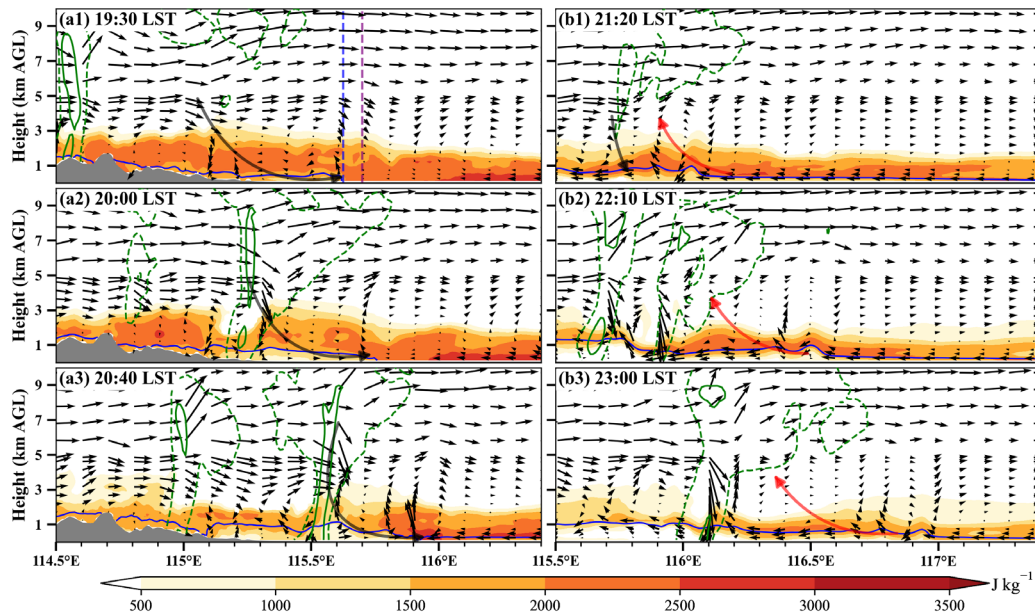 (a1) 19:30 LST
(b1) 21:20 LST
Height (km AGL)
9
7
5
3
1
(a2) 20:00 LST
(b2) 22:10 LST
Height (km AGL)
9
7
5
3
1
(a3) 20:40 LST
(b3) 23:00 LST
Height (km AGL)
9
7
5
3
1
114.5°E 115°E 115.5°E 116°E 115.5°E 116°E 116.5°E 117°E
J kg⁻¹
500 1000 1500 2000 2500 3000 3500